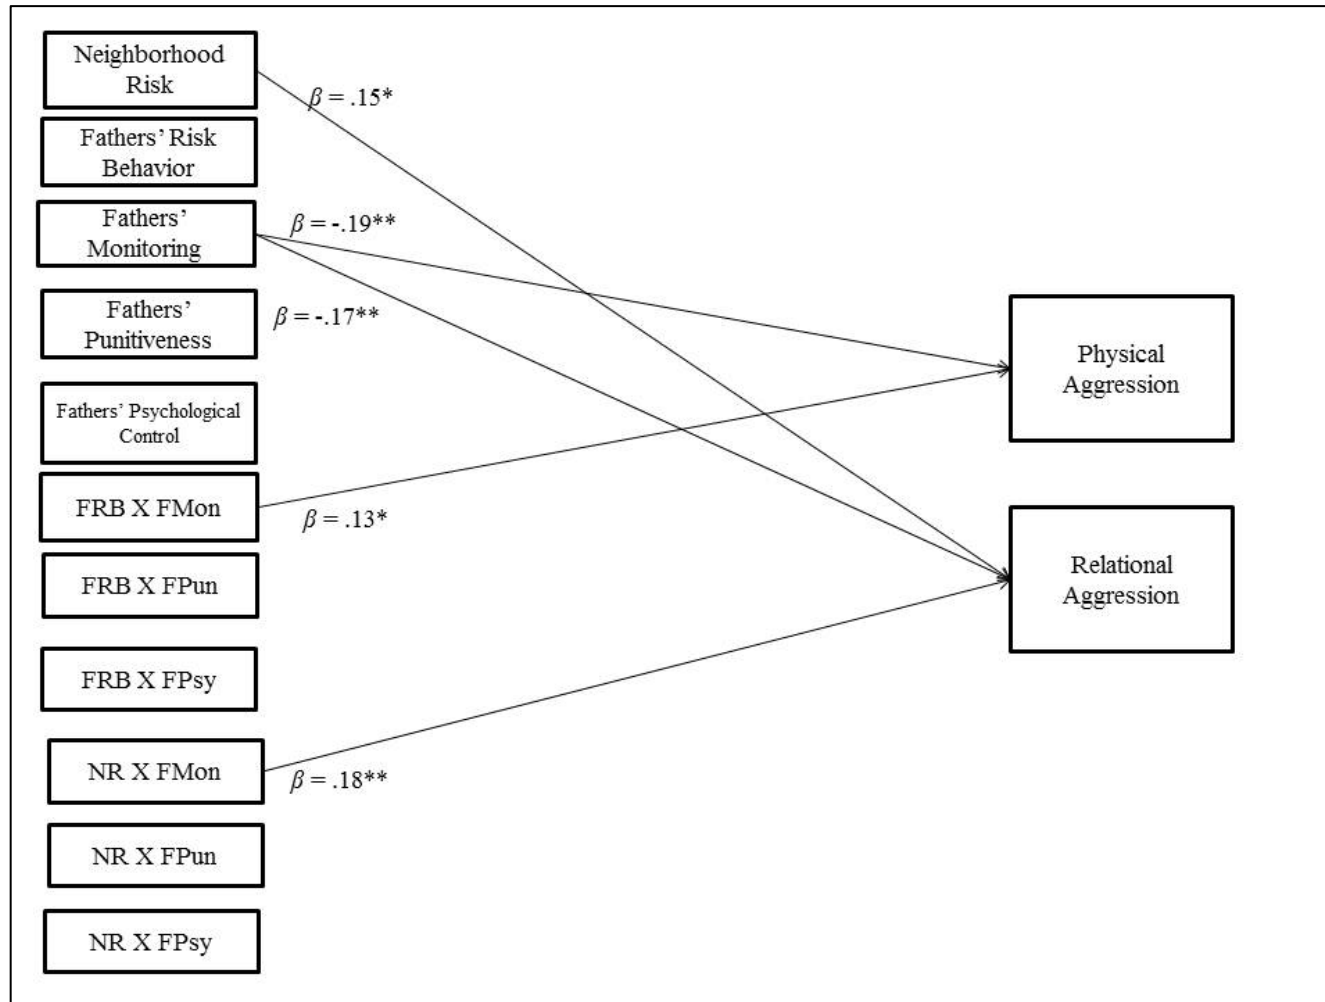 Neighborhood
Risk
β = .15*
Fathers’ Risk
Behavior
Fathers’
Monitoring
β = -.19**
Fathers’
Punitiveness
β = -.17**
Fathers’ Psychological
Control
FRB X FMon
β = .13*
FRB X FPun
FRB X FPsy
NR X FMon
β = .18**
NR X FPun
NR X FPsy
Physical
Aggression
Relational
Aggression